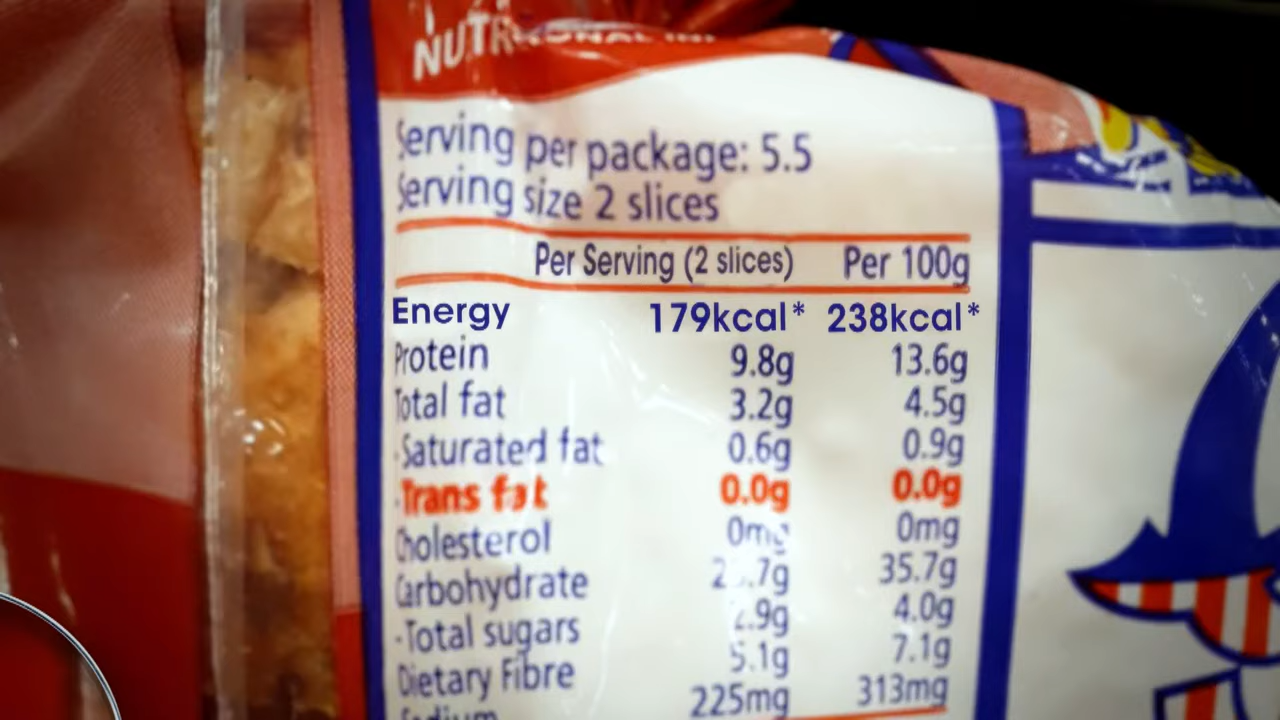 Serving per package: 5.5
Serving size 2 slices
Per Serving (2 slices) Per 100g
Energy 179kcal* 238kcal*
Protein 9.8g 13.6g
Total fat 3.2g 4.5g
-Saturated fat 0.6g 0.9g
-Trans fat 0.0g 0.0g
Cholesterol 0mg 0mg
Carbohydrate 35.7g
-Total sugars 4.0g
Dietary Fibre 5.1g 7.1g
Sodium 225mg 313mg